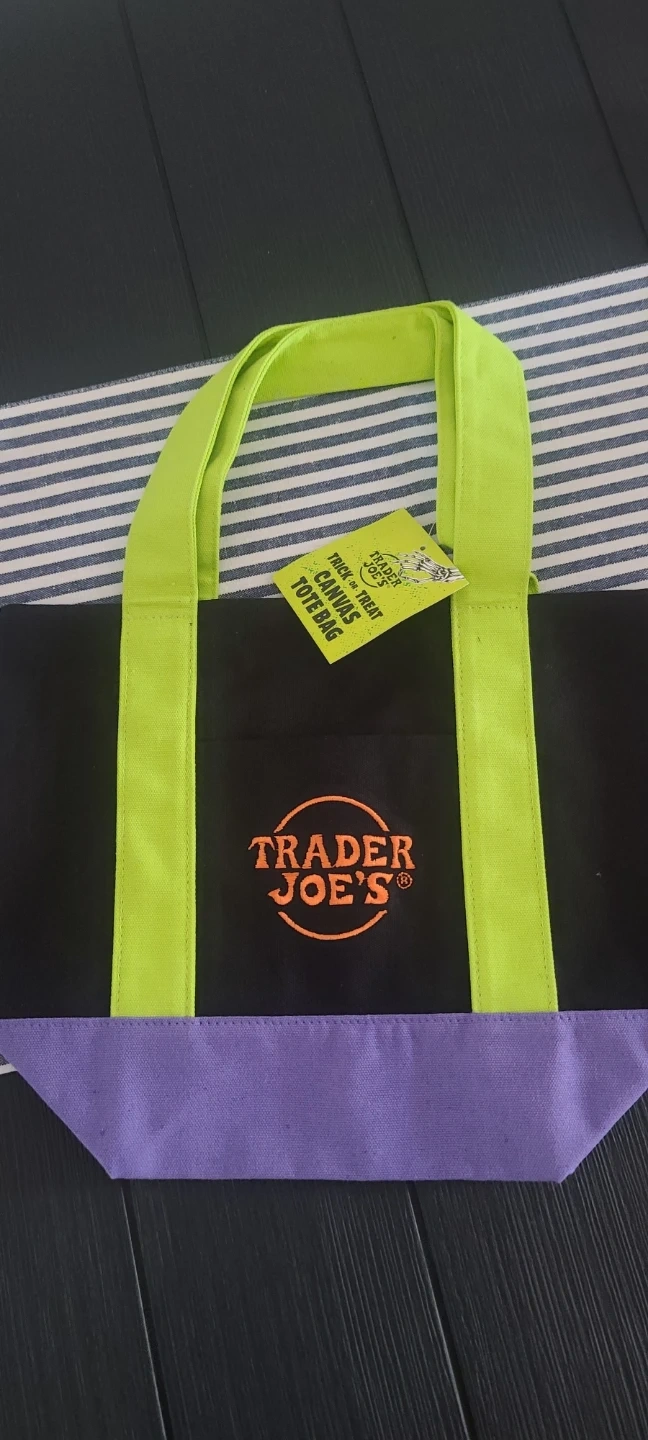 TRADER
JOE'S
TRICK OR TREAT
CANVAS
TOTE BAG
TRADER
JOE'S®